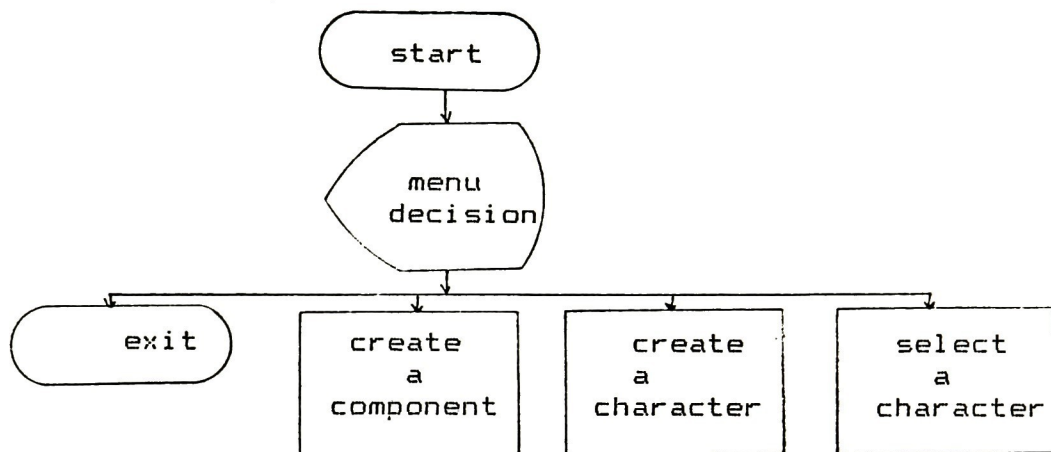 start
menu
decision
exit
create
a
component
create
a
character
select
a
character